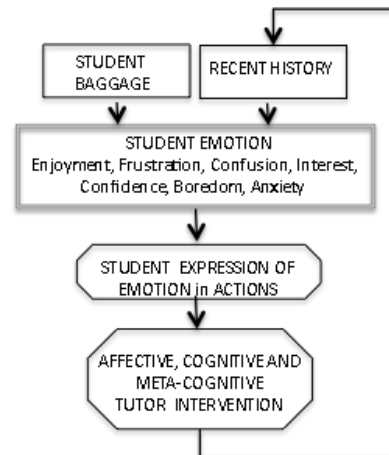 STUDENT
BAGGAGE
RECENT HISTORY
STUDENT EMOTION
Enjoyment, Frustration, Confusion, Interest,
Confidence, Boredom, Anxiety
STUDENT EXPRESSION OF
EMOTION in ACTIONS
AFFECTIVE, COGNITIVE AND
META-COGNITIVE
TUTOR INTERVENTION